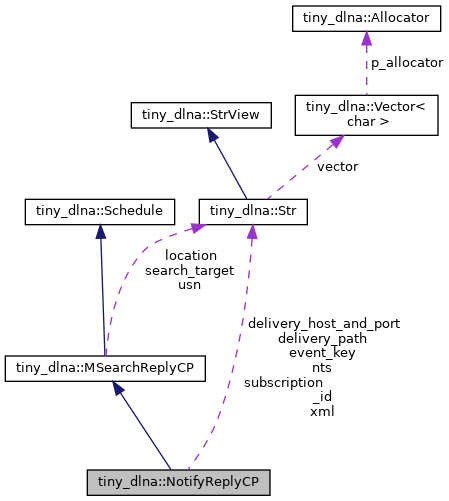 tiny_dlna::Allocator
p_allocator
tiny_dlna::Vector<
char >
tiny_dlna::StrView
vector
tiny_dlna::Schedule
tiny_dlna::Str
location
search_target
usn
delivery_host_and_port
delivery_path
event_key
nts
subscription
_id
xml
tiny_dlna::MSearchReplyCP
tiny_dlna::NotifyReplyCP